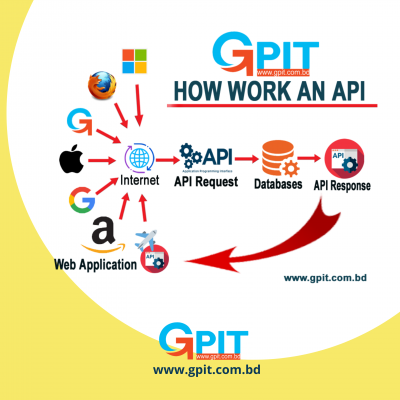 GPIT
www.gpit.com.bd
HOW WORK AN API
G
API
Application Programming Interface
API
Internet
API Request
Databases
API Response
G
a
API
Web Application
www.gpit.com.bd
GPIT
www.gpit.com.bd
www.gpit.com.bd